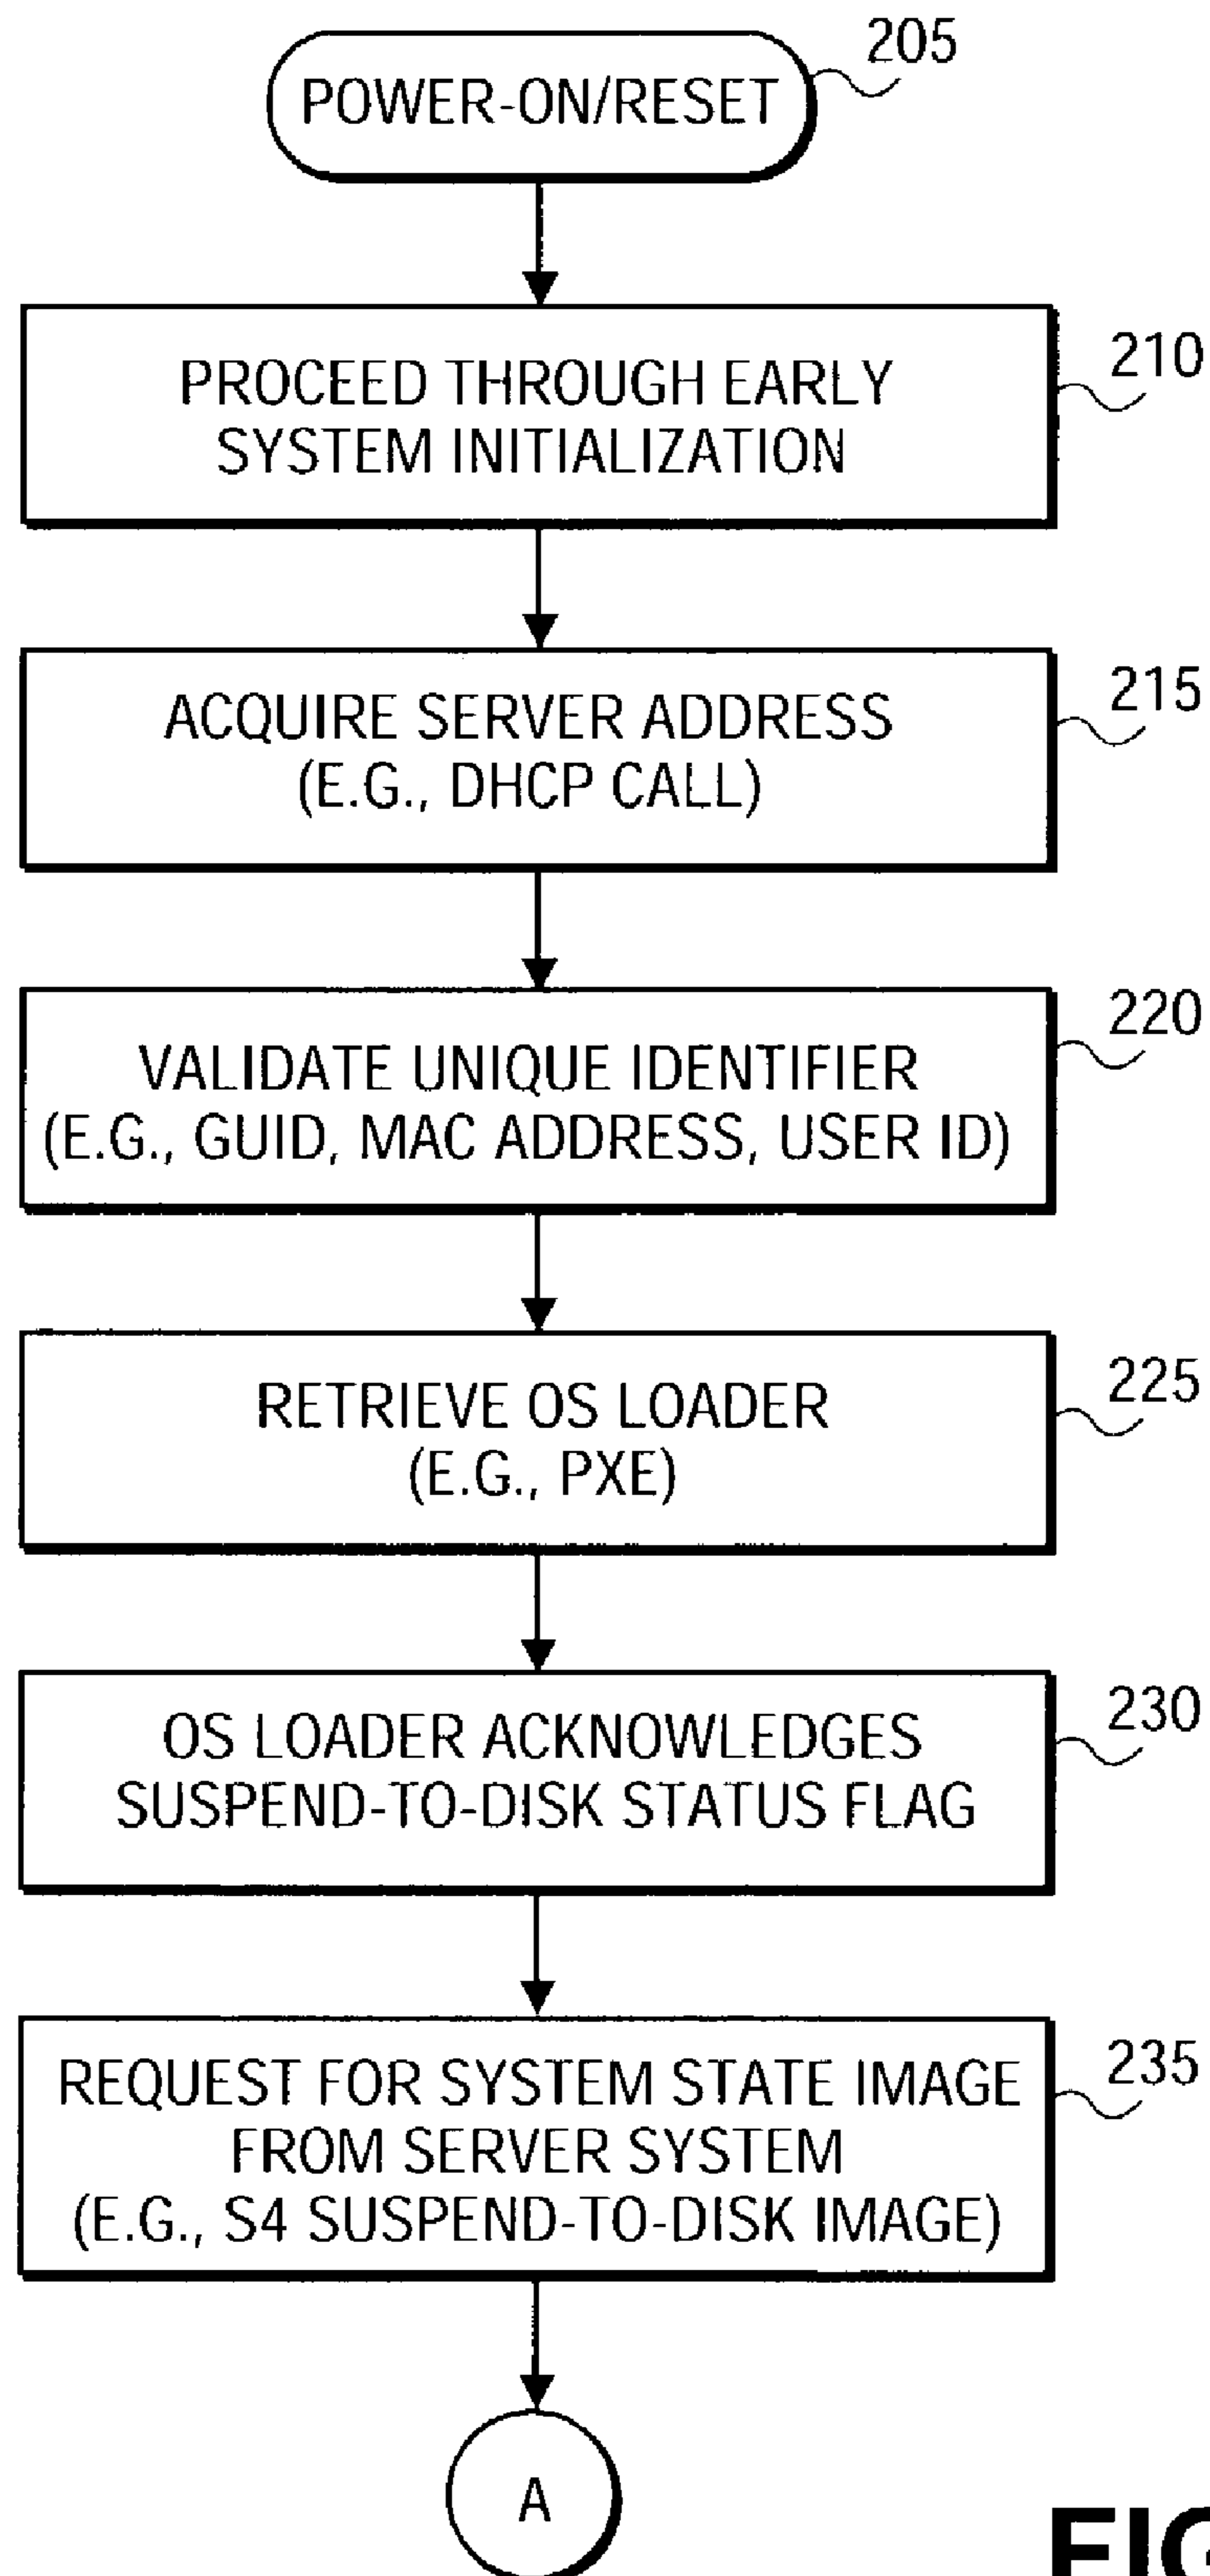 205
POWER-ON/RESET
210
PROCEED THROUGH EARLY
SYSTEM INITIALIZATION
215
ACQUIRE SERVER ADDRESS
(E.G., DHCP CALL)
220
VALIDATE UNIQUE IDENTIFIER
(E.G., GUID, MAC ADDRESS, USER ID)
225
RETRIEVE OS LOADER
(E.G., PXE)
230
OS LOADER ACKNOWLEDGES
SUSPEND-TO-DISK STATUS FLAG
235
REQUEST FOR SYSTEM STATE IMAGE
FROM SERVER SYSTEM
(E.G., S4 SUSPEND-TO-DISK IMAGE)
A